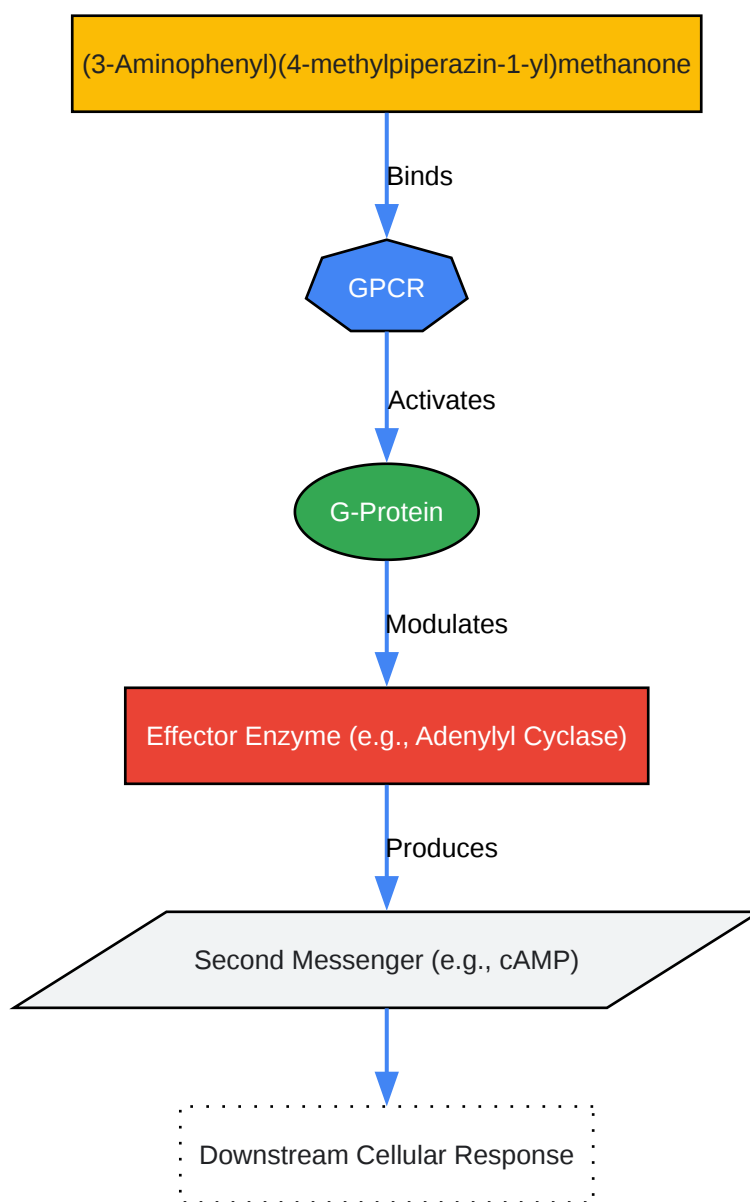 (3-Aminophenyl)(4-methylpiperazin-1-yl)methanone
Binds
GPCR
Activates
G-Protein
Modulates
Effector Enzyme (e.g., Adenylyl Cyclase)
Produces
Second Messenger (e.g., cAMP)
Downstream Cellular Response